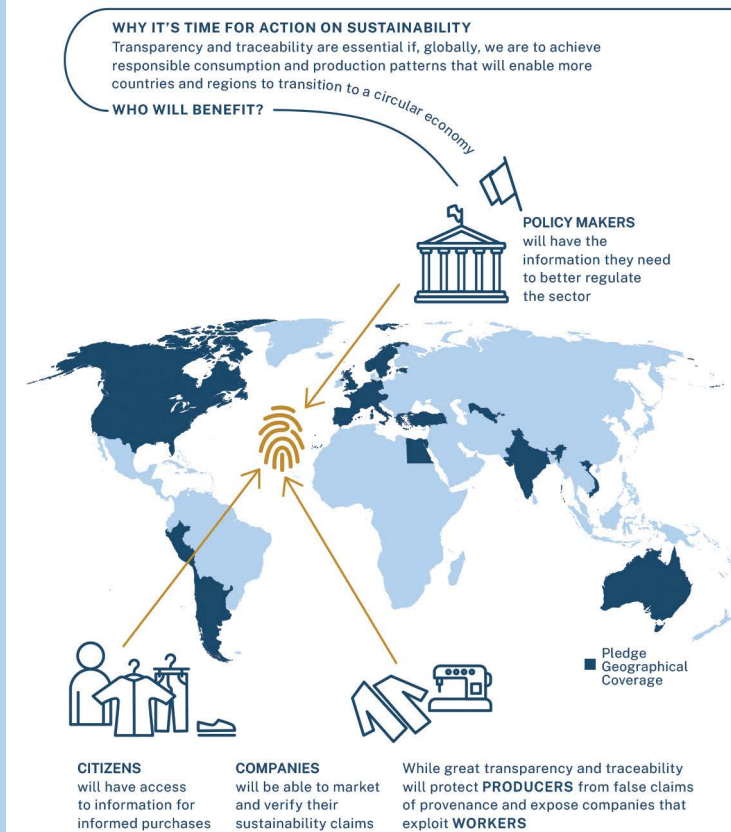 WHY IT'S TIME FOR ACTION ON SUSTAINABILITY
Transparency and traceability are essential if, globally, we are to achieve
responsible consumption and production patterns that will enable more
countries and regions to transition to a circular economy
WHO WILL BENEFIT?
POLICY MAKERS
will have the
information they need
to better regulate
the sector
Pledge
Geographical
Coverage
CITIZENS
will have access
to information for
informed purchases
COMPANIES
will be able to market
and verify their
sustainability claims
While great transparency and traceability
will protect PRODUCERS from false claims
of provenance and expose companies that
exploit WORKERS